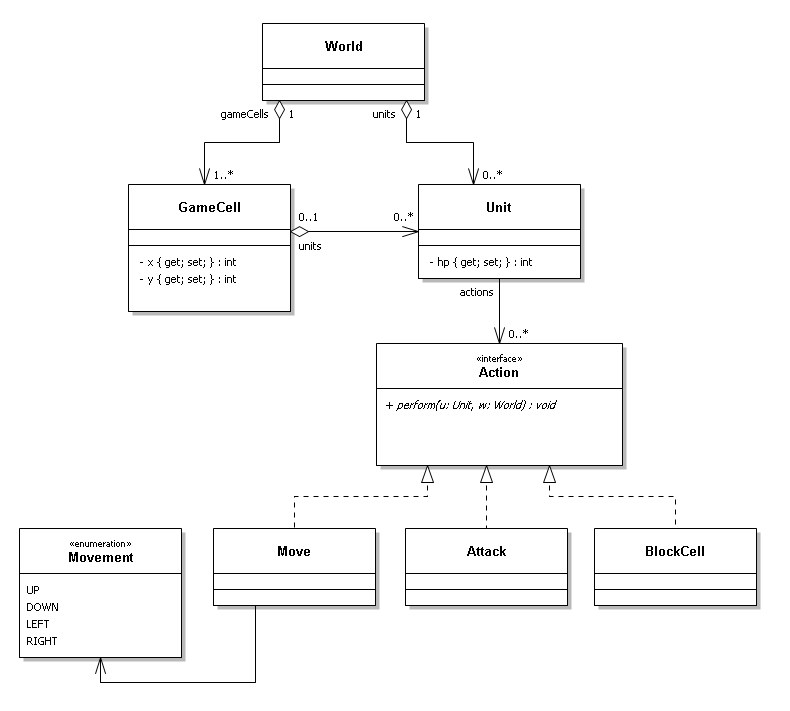 World
gameCells 1
units 1
1..*
0..*
GameCell
- x { get; set; } : int
- y { get; set; } : int
0..1
units
0..*
Unit
- hp { get; set; } : int
actions
0..*
«interface»
Action
+ perform(u: Unit, w: World) : void
«enumeration»
Movement
UP
DOWN
LEFT
RIGHT
Move
Attack
BlockCell